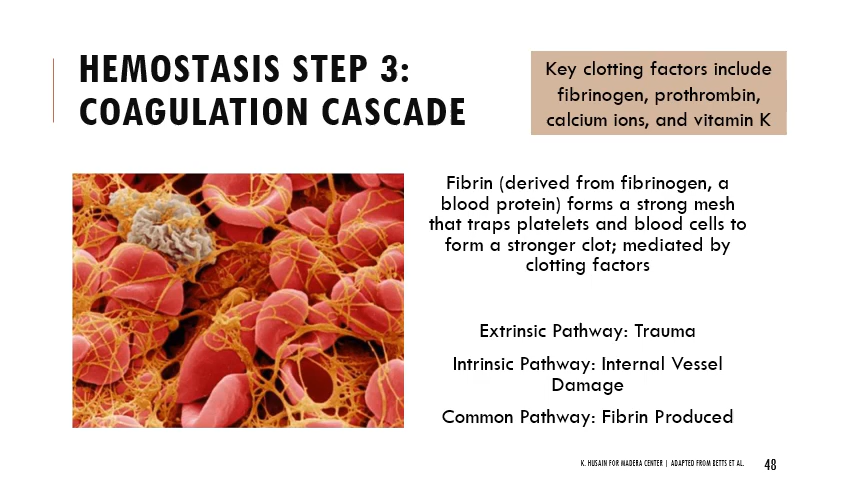 HEMOSTASIS STEP 3:
COAGULATION CASCADE
Key clotting factors include
fibrinogen, prothrombin,
calcium ions, and vitamin K
Fibrin (derived from fibrinogen, a
blood protein) forms a strong mesh
that traps platelets and blood cells to
form a stronger clot; mediated by
clotting factors
Extrinsic Pathway: Trauma
Intrinsic Pathway: Internal Vessel
Damage
Common Pathway: Fibrin Produced
K. HUSAIN FOR MADERA CENTER | ADAPTED FROM BETTS ET AL.
48